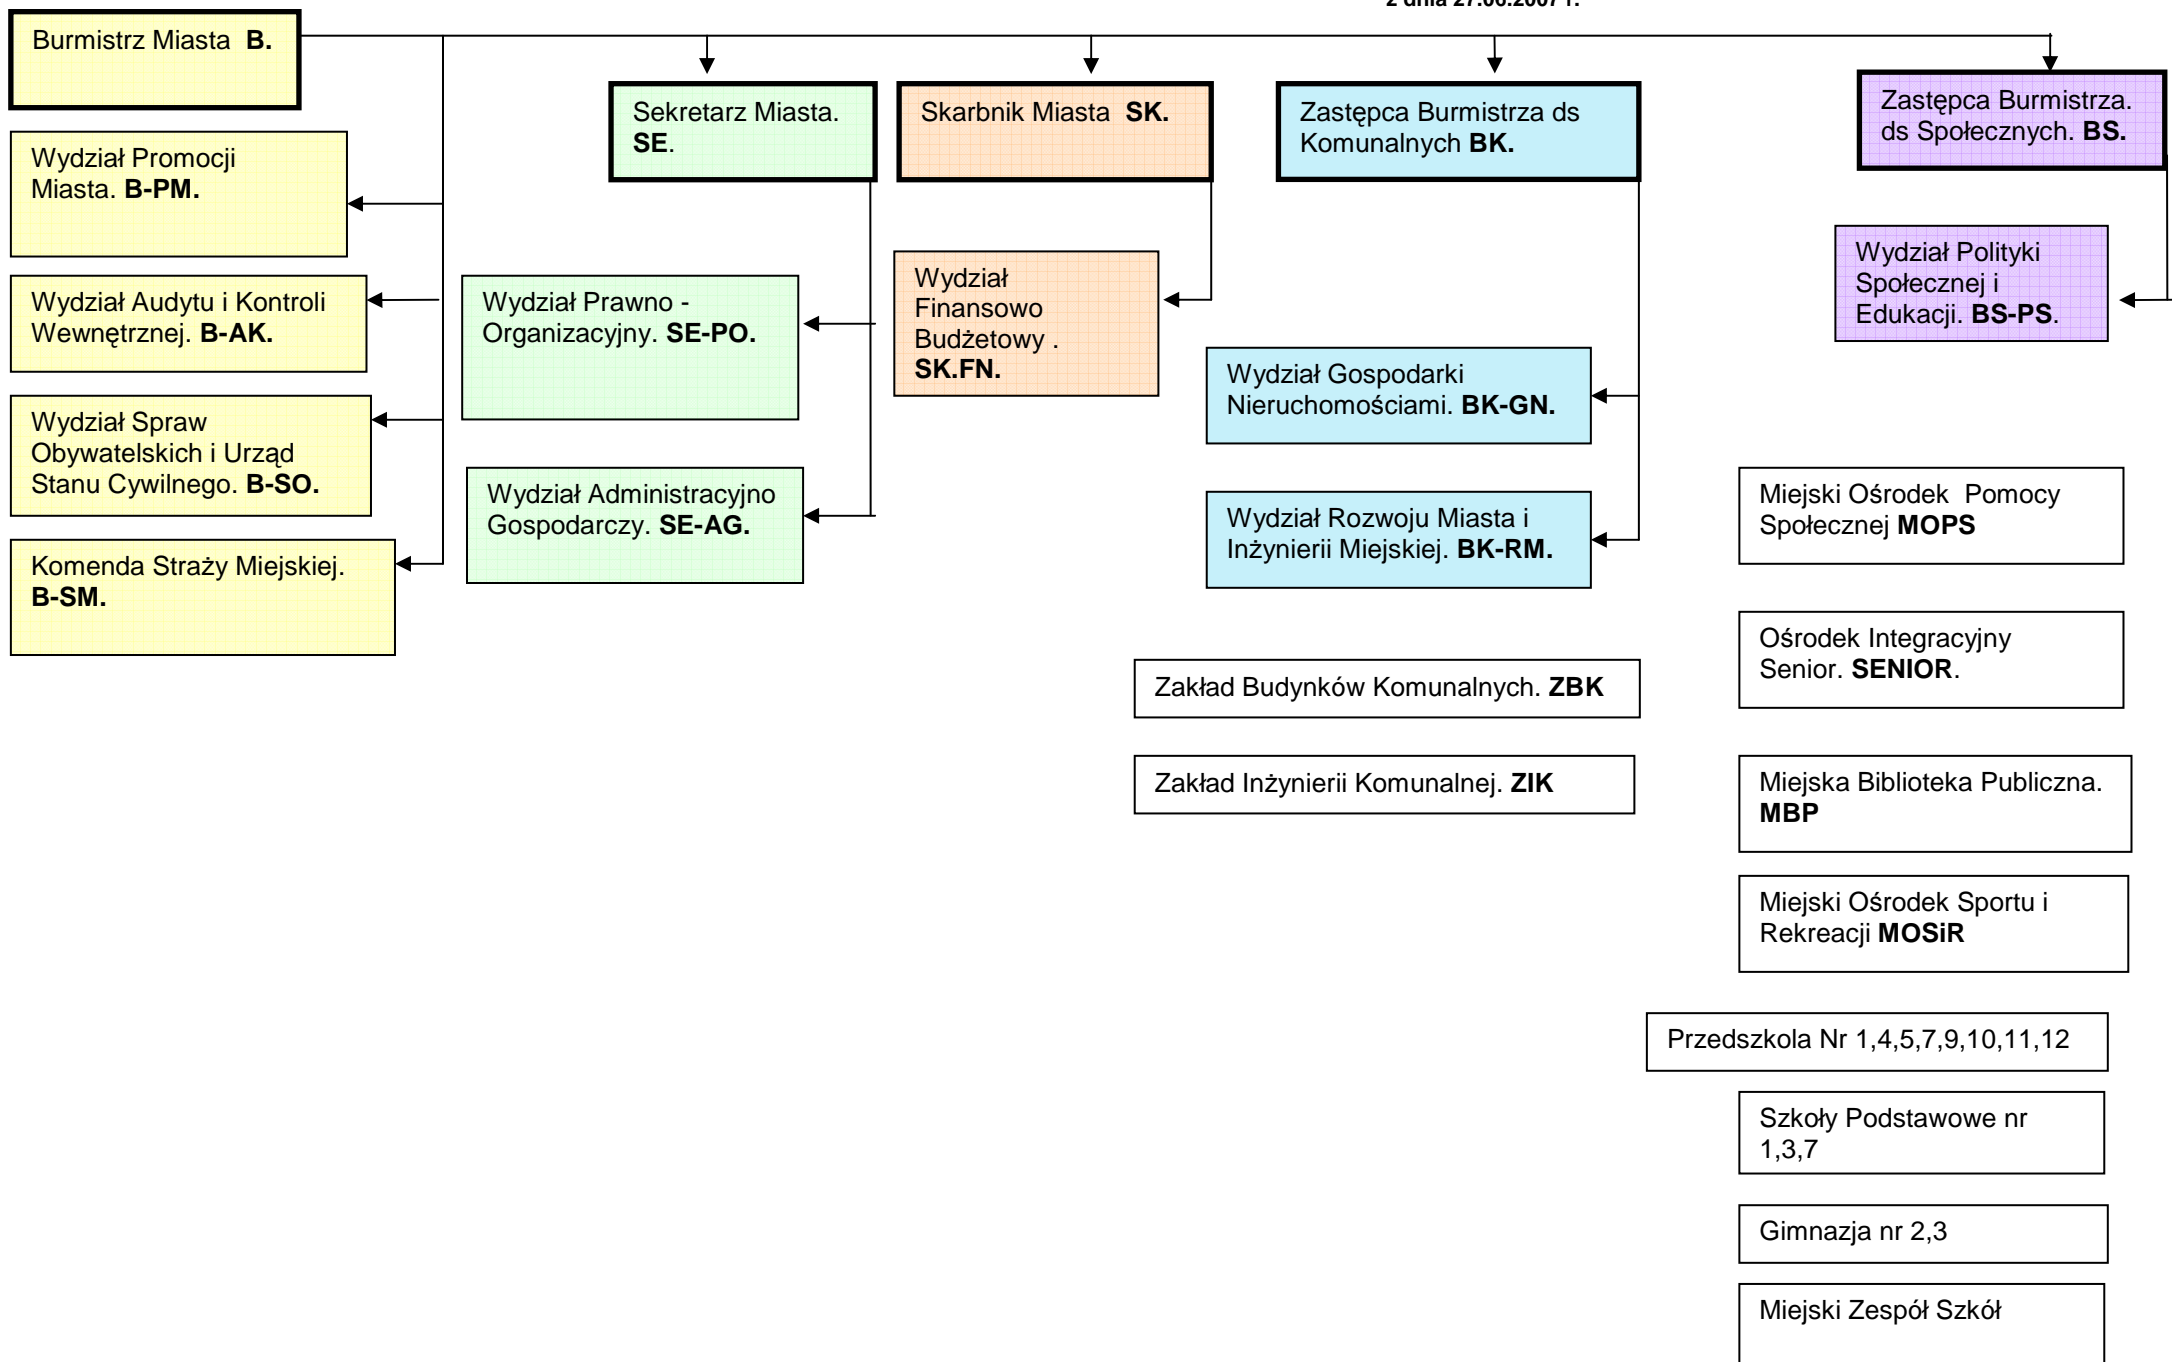 z dnia 27.06.2007 r.
Burmistrz Miasta B.
Wydział Promocji
Miasta. B-PM.
Wydział Audytu i Kontroli
Wewnętrznej. B-AK.
Wydział Spraw
Obywatelskich i Urząd
Stanu Cywilnego. B-SO.
Komenda Straży Miejskiej.
B-SM.
Sekretarz Miasta.
SE.
Wydział Prawno -
Organizacyjny. SE-PO.
Wydział Administracyjno
Gospodarczy. SE-AG.
Skarbnik Miasta SK.
Wydział
Finansowo
Budżetowy .
SK.FN.
Zastępca Burmistrza ds
Komunalnych BK.
Wydział Gospodarki
Nieruchomościami. BK-GN.
Wydział Rozwoju Miasta i
Inżynierii Miejskiej. BK-RM.
Zakład Budynków Komunalnych. ZBK
Zakład Inżynierii Komunalnej. ZIK
Zastępca Burmistrza.
ds Społecznych. BS.
Wydział Polityki
Społecznej i
Edukacji. BS-PS.
Miejski Ośrodek Pomocy
Społecznej MOPS
Ośrodek Integracyjny
Senior. SENIOR.
Miejska Biblioteka Publiczna.
MBP
Miejski Ośrodek Sportu i
Rekreacji MOSiR
Przedszkola Nr 1,4,5,7,9,10,11,12
Szkoły Podstawowe nr
1,3,7
Gimnazja nr 2,3
Miejski Zespół Szkół